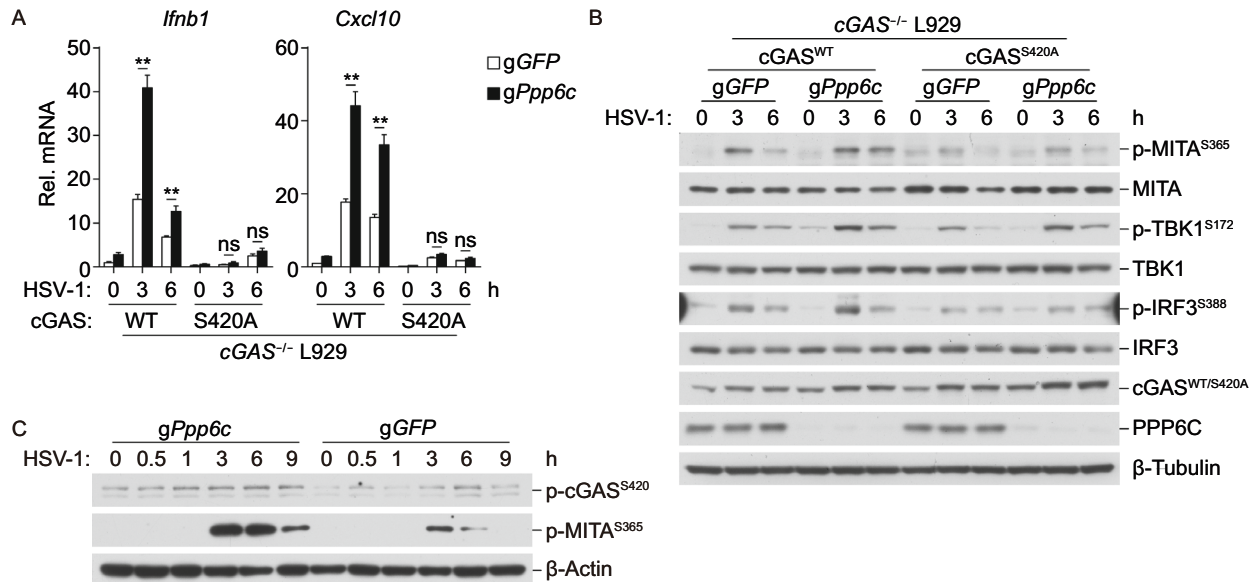 A
Ifnb1
Cxcl10
50
40
30
20
10
0
Rel. mRNA
60
40
20
0
** ** ns ns
** ** ns ns
gGFP
gPpp6c
HSV-1: 0 3 6 0 3 6 0 3 6 0 3 6 h
cGAS: WT S420A WT S420A
cGAS–/– L929
B
cGAS–/– L929
cGASWT cGASS420A
gGFP gPpp6c gGFP gPpp6c
HSV-1: 0 3 6 0 3 6 0 3 6 0 3 6 h
p-MITAS365
MITA
p-TBK1S172
TBK1
p-IRF3S388
IRF3
cGASWT/S420A
PPP6C
β-Tubulin
C
gPpp6c gGFP
HSV-1: 0 0.5 1 3 6 9 0 0.5 1 3 6 9 h
p-cGASS420
p-MITAS365
β-Actin